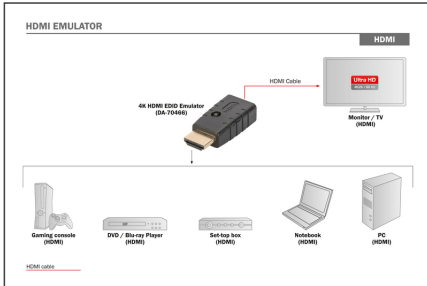 HDMI EMULATOR
HDMI
HDMI Cable
Ultra HD
4K HDMI EDID Emulator
(DA-70466)
Monitor / TV
(HDMI)
Gaming console
(HDMI)
DVD / Blu-ray Player
(HDMI)
Set-top box
(HDMI)
Notebook
(HDMI)
PC
(HDMI)
HDMI cable